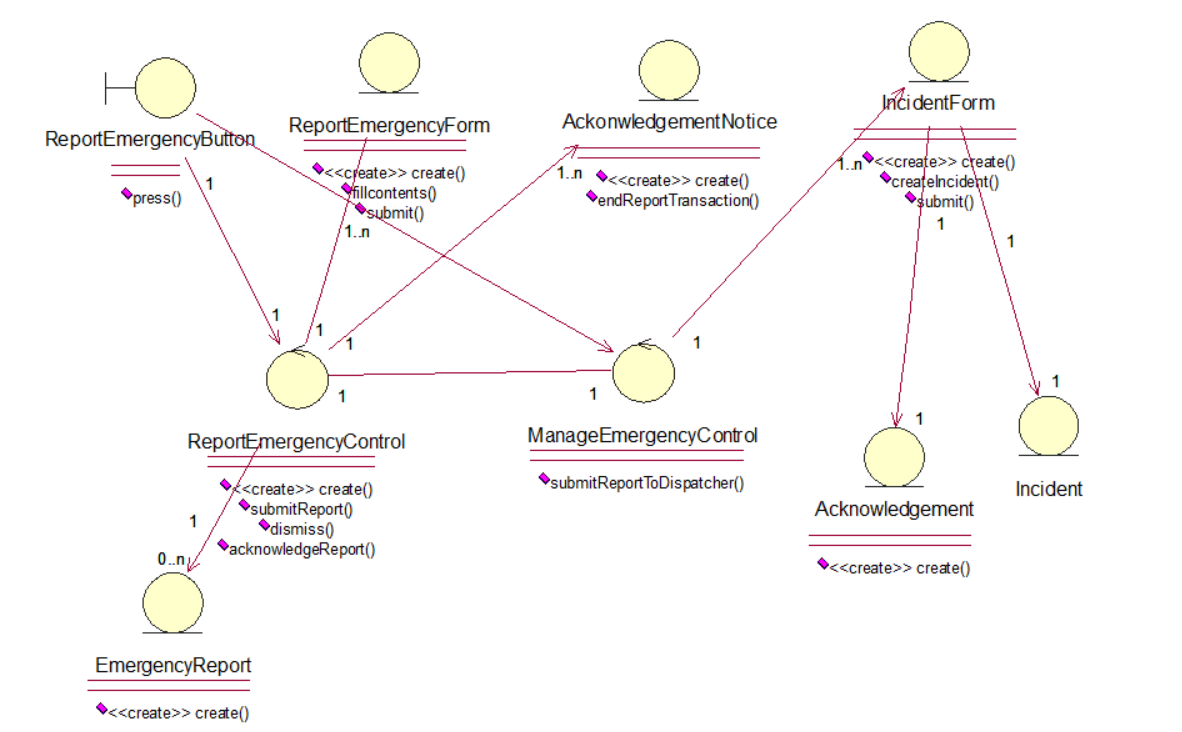 ReportEmergencyButton
press()
ReportEmergencyForm
<<create>> create()
fillcontents()
submit()
AckonwledgementNotice
<<create>> create()
endReportTransaction()
IncidentForm
<<create>> create()
createIncident()
submit()
1
1..n
1..n
1..n
1
1
1
1
1
1
1
1
1
1
1
ReportEmergencyControl
<<create>> create()
submitReport()
dismiss()
acknowledgeReport()
ManageEmergencyControl
submitReportToDispatcher()
Acknowledgement
<<create>> create()
Incident
1
0..n
EmergencyReport
<<create>> create()